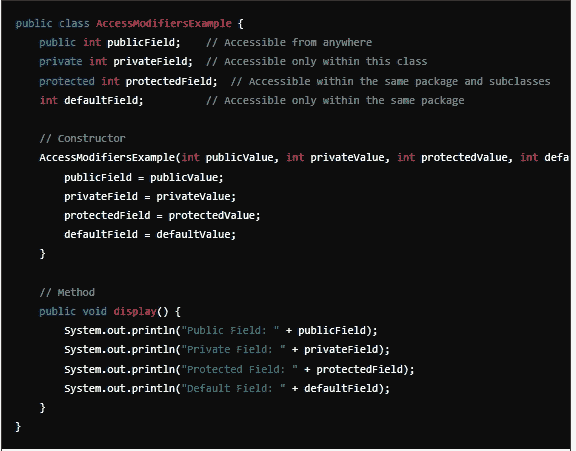 public class AccessModifiersExample {
    public int publicField;    // Accessible from anywhere
    private int privateField;  // Accessible only within this class
    protected int protectedField;  // Accessible within the same package and subclasses
    int defaultField;          // Accessible only within the same package

    // Constructor
    AccessModifiersExample(int publicValue, int privateValue, int protectedValue, int defa
        publicField = publicValue;
        privateField = privateValue;
        protectedField = protectedValue;
        defaultField = defaultValue;
    }

    // Method
    public void display() {
        System.out.println("Public Field: " + publicField);
        System.out.println("Private Field: " + privateField);
        System.out.println("Protected Field: " + protectedField);
        System.out.println("Default Field: " + defaultField);
    }
}